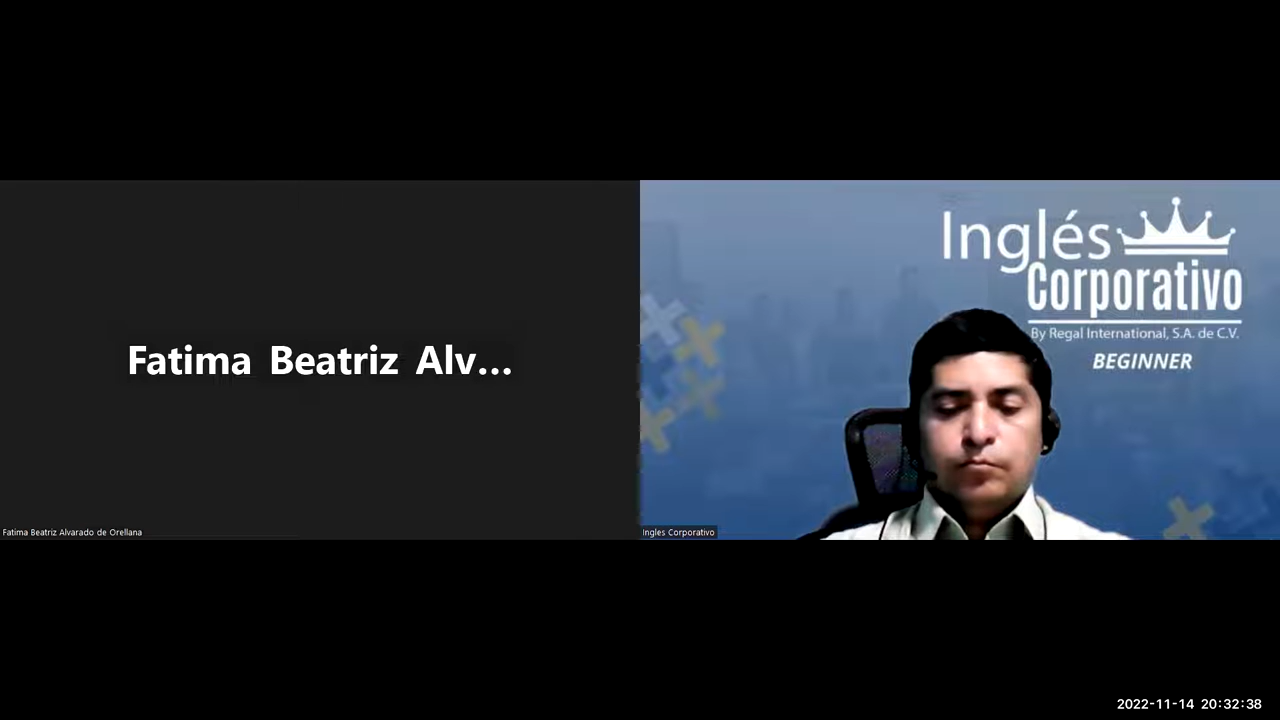 Fatima Beatriz Alv...
Fatima Beatriz Alvarado de Orellana
Inglés
Corporativo
By Regal International, S.A. de C.V.
BEGINNER
Ingles Corporativo
2022-11-14 20:32:38